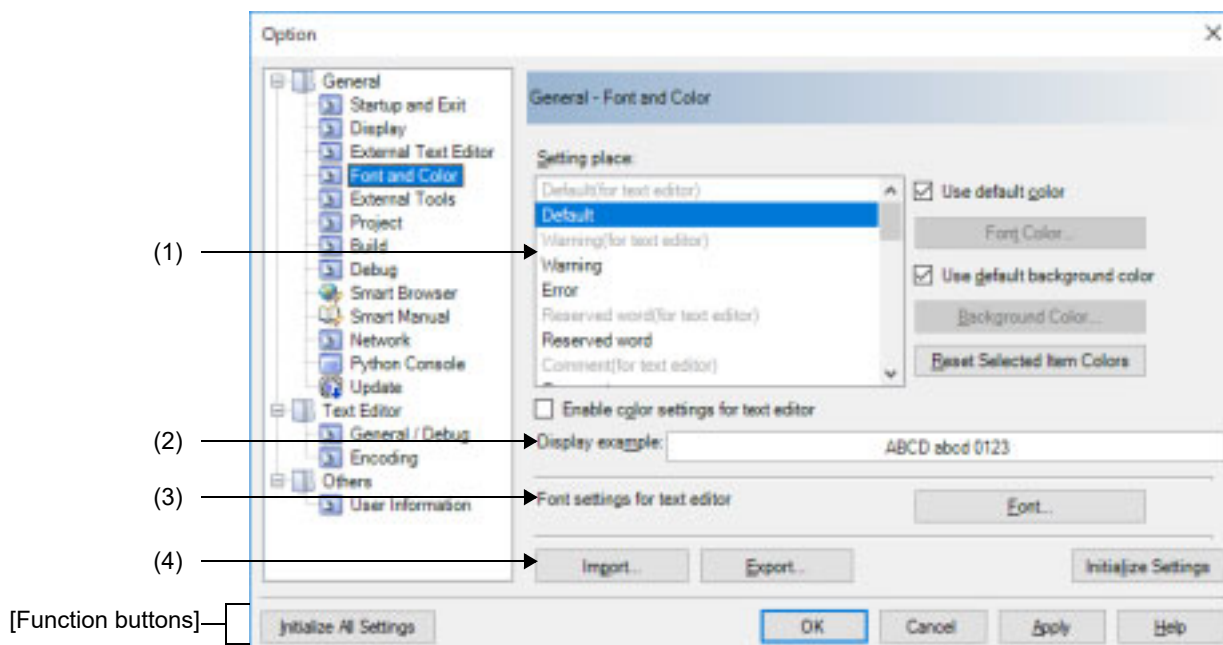 Option
General
Startup and Exit
Display
External Text Editor
Font and Color
External Tools
Project
Build
Debug
Smart Browser
Smart Manual
Network
Python Console
Update
Text Editor
General / Debug
Encoding
Others
User Information
General - Font and Color
Setting place:
Default(for text editor)
Default
Warning(for text editor)
Warning
Error
Reserved word(for text editor)
Reserved word
Comment(for text editor)
Use default color
Font Color...
Use default background color
Background Color...
Reset Selected Item Colors
Enable color settings for text editor
Display example:
ABCD abcd 0123
Font settings for text editor
Font...
Import...
Export...
Initialize Settings
Initialize All Settings
OK
Cancel
Apply
Help
(1)
(2)
(3)
(4)
[Function buttons]